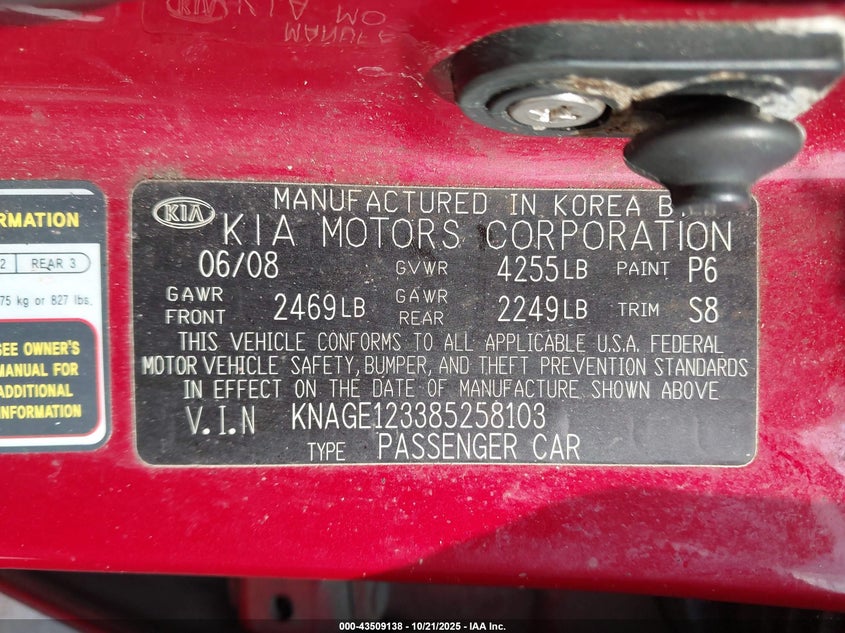 MANUFACTURED IN KOREA
KIA KIA MOTORS CORPORATION
06/08 GVWR 4255LB PAINT P6
GAWR FRONT 2469LB GAWR REAR 2249LB TRIM S8
THIS VEHICLE CONFORMS TO ALL APPLICABLE U.S.A. FEDERAL
MOTOR VEHICLE SAFETY, BUMPER, AND THEFT PREVENTION STANDARDS
IN EFFECT ON THE DATE OF MANUFACTURE SHOWN ABOVE
V.I.N KNAGE123385258103
TYPE PASSENGER CAR
RMATION
2 REAR 3
75 kg or 827 lbs.
SEE OWNER'S
MANUAL FOR
ADDITIONAL
INFORMATION
000-43509138 - 10/21/2025 - IAA Inc.